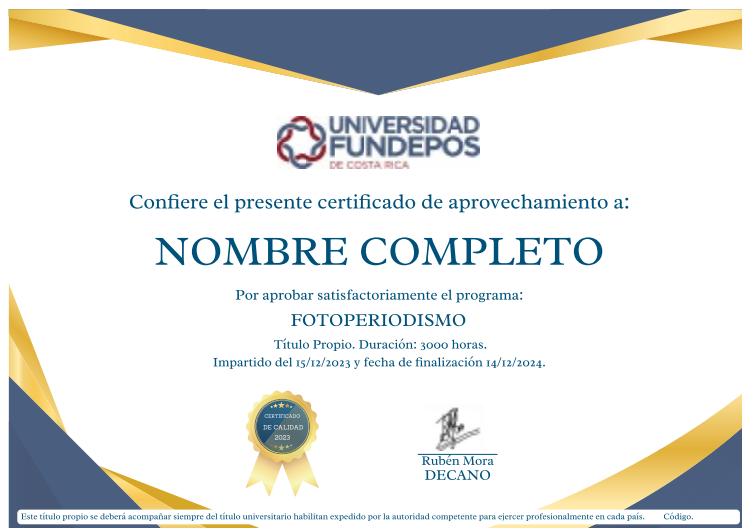 UNIVERSIDAD
FUNDEPOS
DE COSTA RICA
Confiere el presente certificado de aprovechamiento a:
NOMBRE COMPLETO
Por aprobar satisfactoriamente el programa:
FOTOPERIODISMO
Título Propio. Duración: 3000 horas.
Impartido del 15/12/2023 y fecha de finalización 14/12/2024.
CERTIFICADO
DE CALIDAD
2023
Rubén Mora
DECANO
Este título propio se deberá acompañar siempre del título universitario habilitan expedido por la autoridad competente para ejercer profesionalmente en cada país. Código.